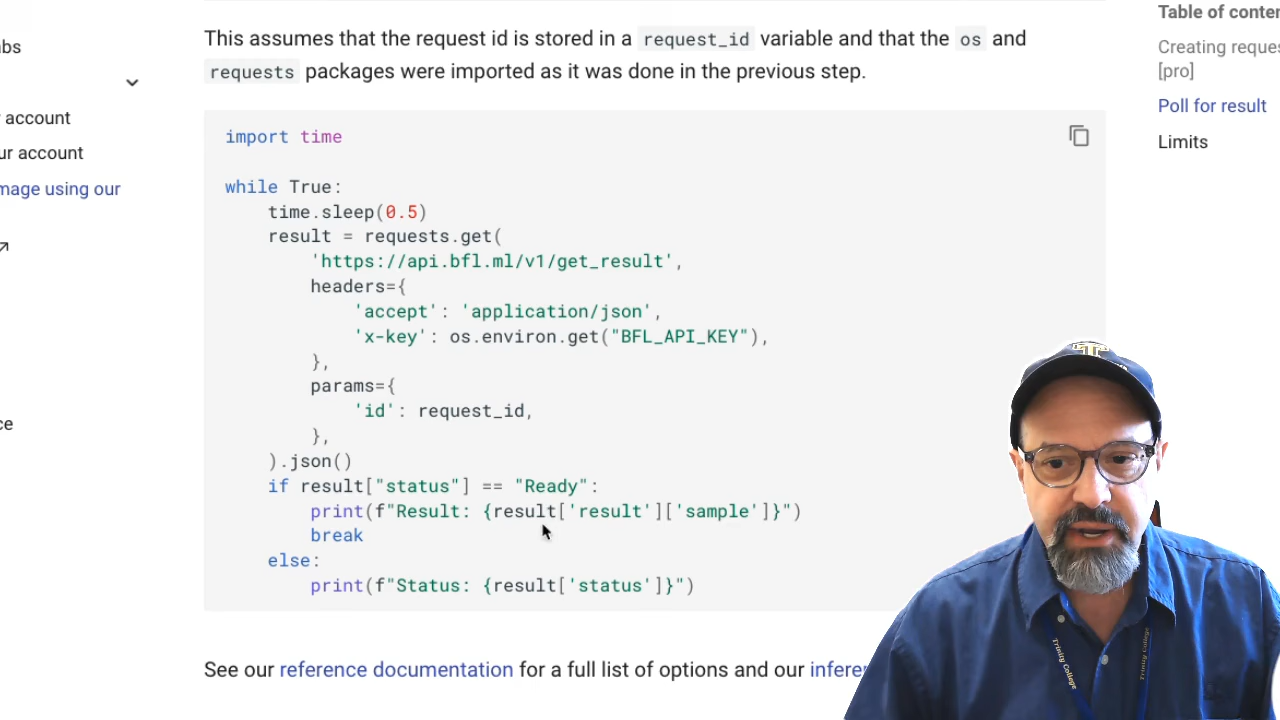 This assumes that the request id is stored in a request_id variable and that the os and
requests packages were imported as it was done in the previous step.
import time
while True:
    time.sleep(0.5)
    result = requests.get(
        'https://api.bfl.ml/v1/get_result',
        headers={
            'accept': 'application/json',
            'x-key': os.environ.get("BFL_API_KEY"),
        },
        params={
            'id': request_id,
        },
    ).json()
    if result["status"] == "Ready":
        print(f"Result: {result['result']['sample']}")
        break
    else:
        print(f"Status: {result['status']}")
See our reference documentation for a full list of options and our
account
account
mage using our
Table of
Creating
[pro]
Poll for result
Limits
T
Trinity College
Trinity College